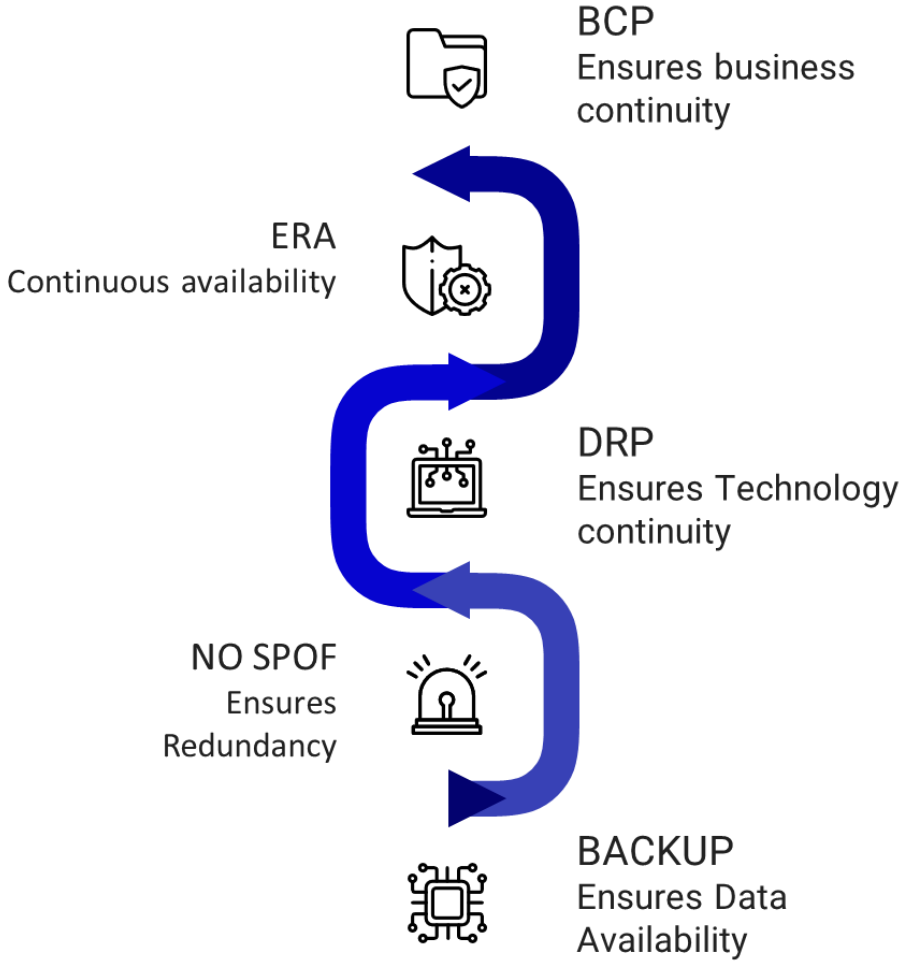 BCP
Ensures business
continuity
ERA
Continuous availability
DRP
Ensures Technology
continuity
NO SPOF
Ensures
Redundancy
BACKUP
Ensures Data
Availability